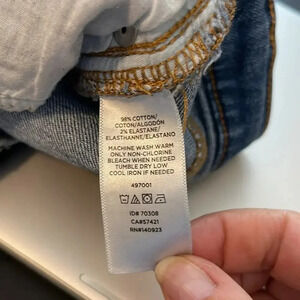 98% COTTON/
COTON/ALGODÓN
2% ELASTANE/
ELASTHANNE/ELASTANO
MACHINE WASH WARM
ONLY NON-CHLORINE
BLEACH WHEN NEEDED
TUMBLE DRY LOW
COOL IRON IF NEEDED
497001
ID# 70308
CA#57421
RN#140923